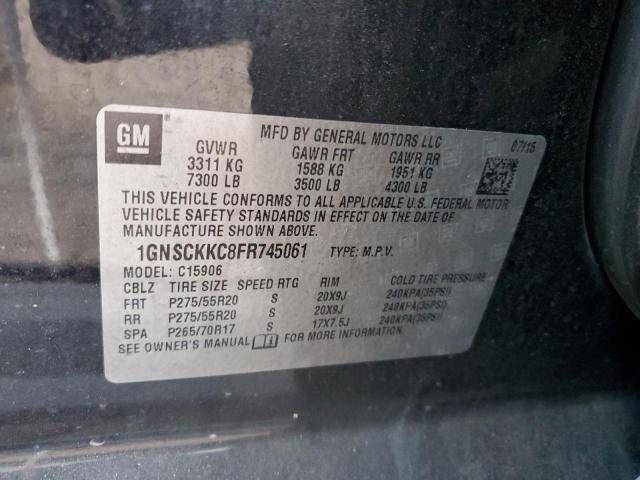 GM
MFD BY GENERAL MOTORS LLC 07/15
GVWR GAWR FRT GAWR RR
3311 KG 1588 KG 1951 KG
7300 LB 3500 LB 4300 LB
THIS VEHICLE CONFORMS TO ALL APPLICABLE U.S. FEDERAL MOTOR
VEHICLE SAFETY STANDARDS IN EFFECT ON THE DATE OF
MANUFACTURE SHOWN ABOVE.
1GNSCKKC8FR745061 TYPE: M.P.V.
MODEL: C15906
CBLZ TIRE SIZE SPEED RTG RIM COLD TIRE PRESSURE
FRT P275/55R20 S 20X9J 240KPA(35PSI)
RR P275/55R20 S 20X9J 240KPA(35PSI)
SPA P265/70R17 S 17X7.5J 240KPA(35PSI)
SEE OWNER'S MANUAL FOR MORE INFORMATION.